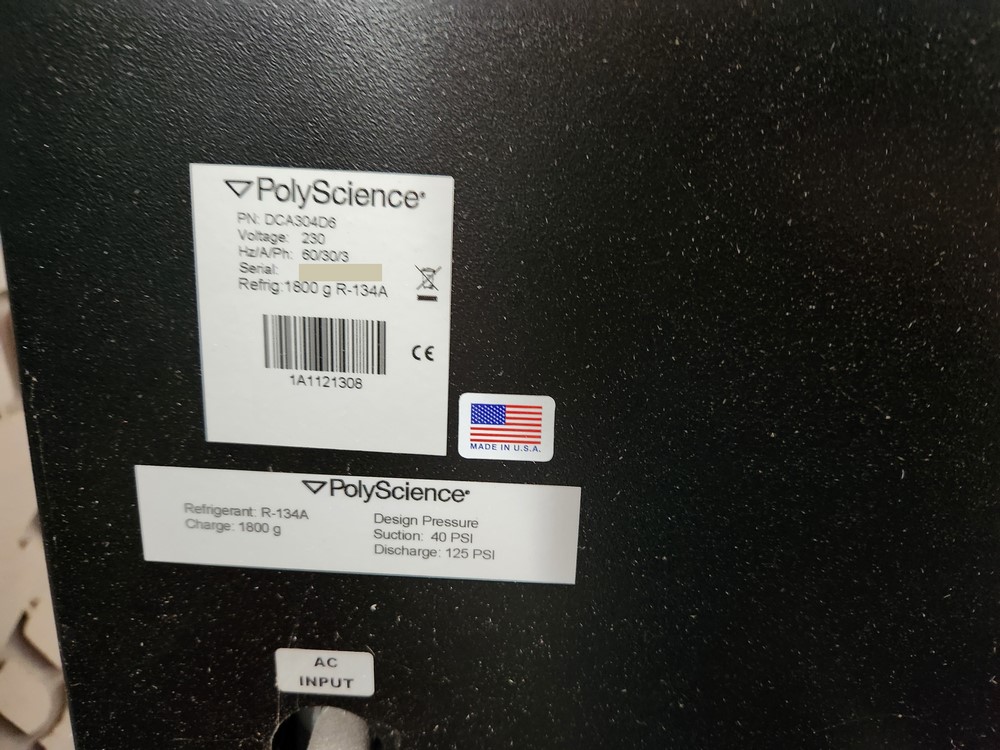 PolyScience®
PN: DCA304D6
Voltage: 230
Hz/A/Ph: 60/30/3
Serial:
Refrig:1800 g R-134A
CE
1A1121308
MADE IN U.S.A.
PolyScience®
Refrigerant: R-134A
Charge: 1800 g
Design Pressure
Suction: 40 PSI
Discharge: 125 PSI
AC
INPUT